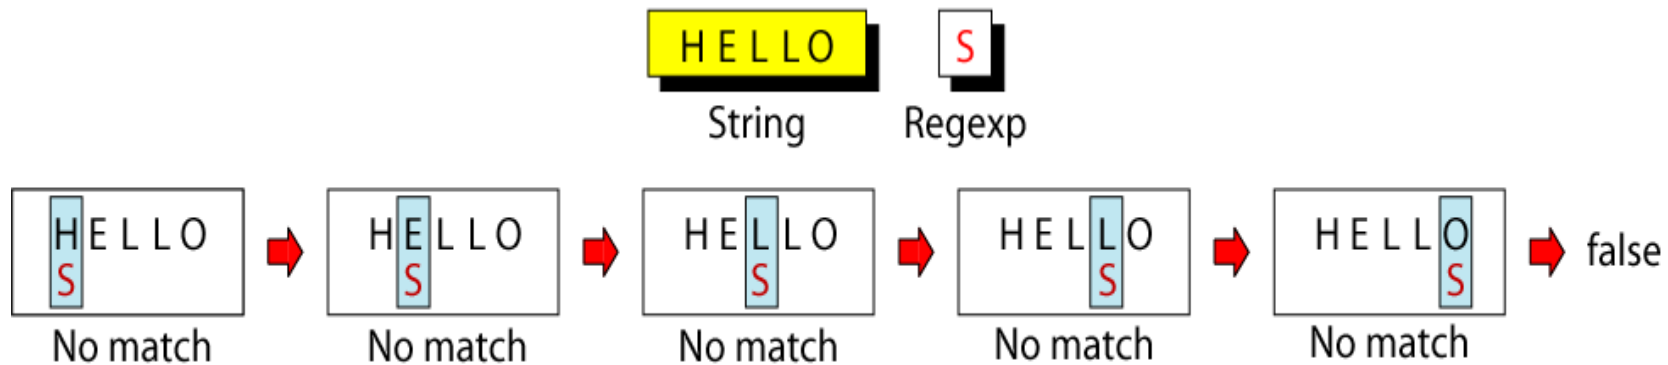 HELLO
S
String
Regexp
HELLO
S
No match
HELLO
S
No match
HELLO
S
No match
HELLO
S
No match
HELLO
S
No match
false